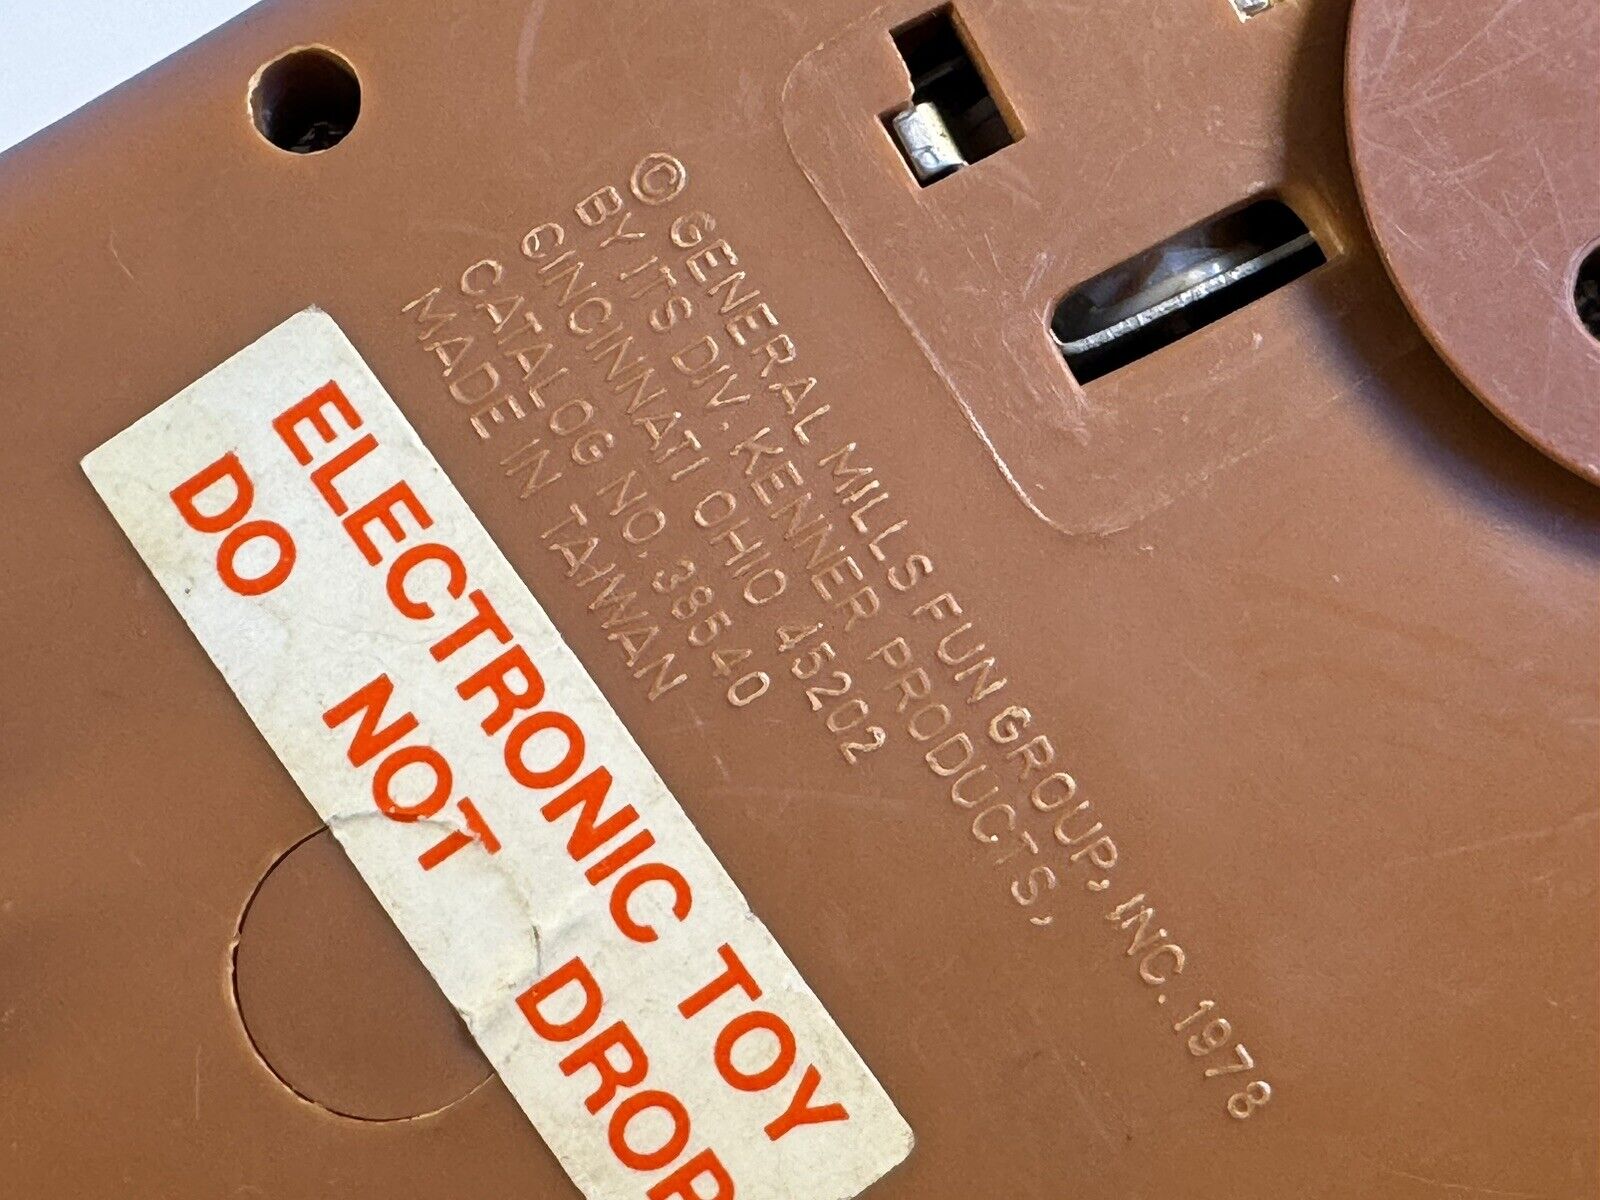 © GENERAL MILLS FUN GROUP, INC. 1978
BY ITS DIV. KENNER PRODUCTS,
CINCINNATI OHIO 45202
CATALOG NO. 38540
MADE IN TAIWAN
ELECTRONIC TOY
DO NOT DROP